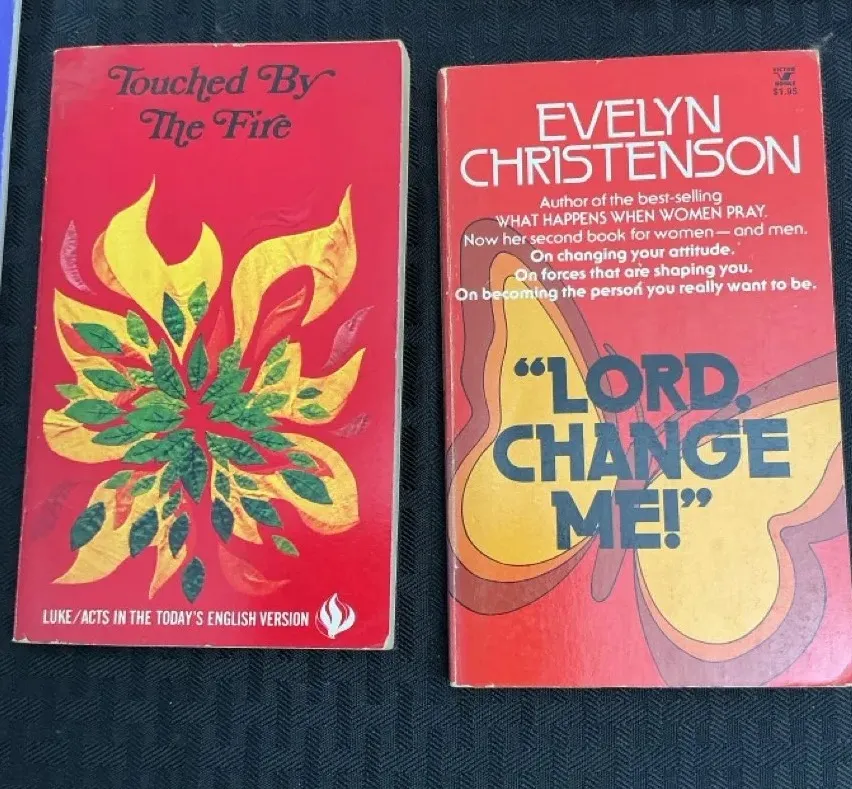 Touched By
The Fire
LUKE/ACTS IN THE TODAY'S ENGLISH VERSION
VICTOR
BOOKS
$1.95
EVELYN
CHRISTENSON
Author of the best-selling
WHAT HAPPENS WHEN WOMEN PRAY.
Now her second book for women—and men.
On changing your attitude.
On forces that are shaping you.
On becoming the person you really want to be.
"LORD,
CHANGE
ME!"